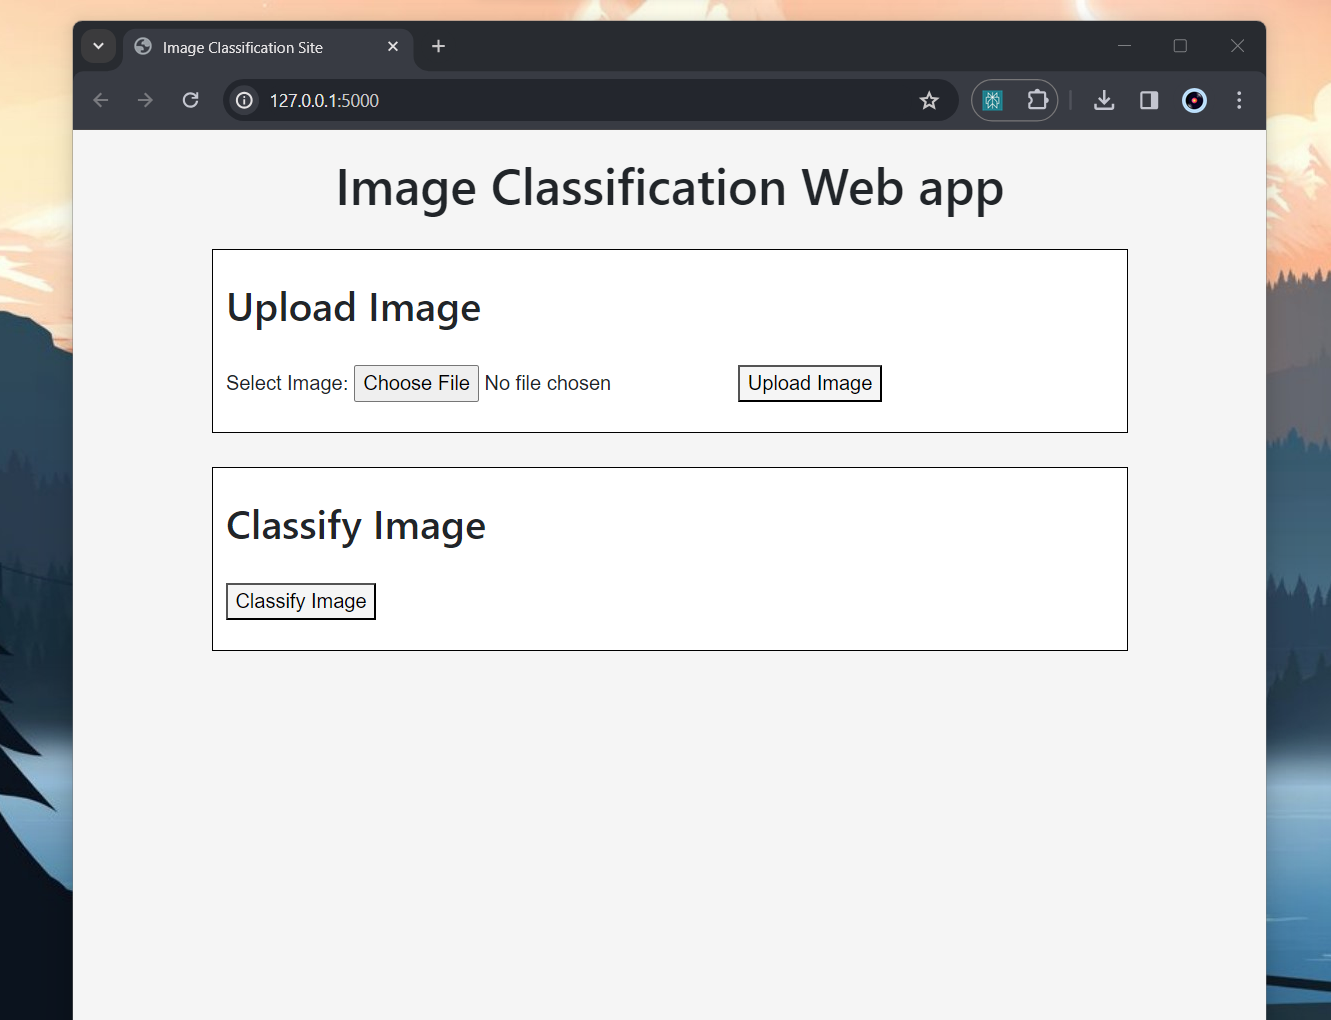 Image Classification Site
127.0.0.1:5000
Image Classification Web app
Upload Image
Select Image: Choose File No file chosen Upload Image
Classify Image
Classify Image